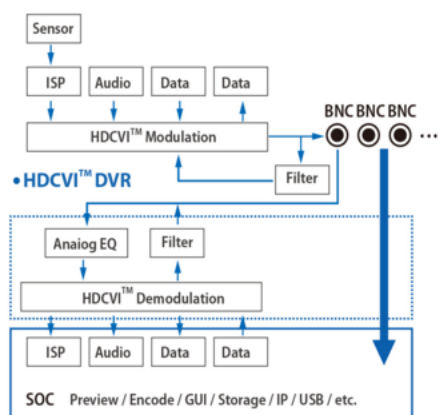 Sensor
ISP Audio Data Data
BNC BNC BNC
HDCVI™ Modulation
...
Filter
• HDCVI™ DVR
Anaiog EQ Filter
HDCVI™ Demodulation
ISP Audio Data Data
SOC Preview / Encode / GUI / Storage / IP / USB / etc.